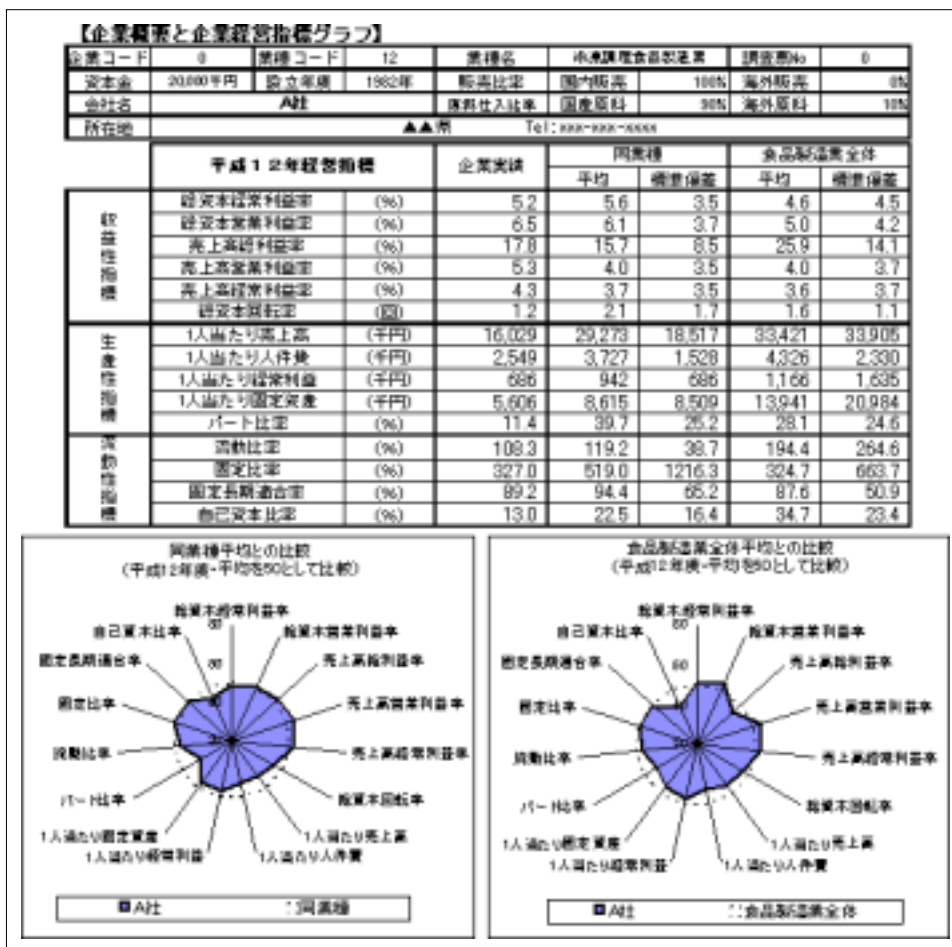 【企業概要と企業経営指標グラフ】
企業コード 0 業種コード 12 業種名 冷凍調理食品製造業 調査票No 0
資本金 20,000千円 設立年度 1982年 販売比率 国内販売 100% 海外販売 0%
会社名 A社 原料仕入比率 国産原料 90% 海外原料 10%
所在地 ▲▲県 Tel:xxx-xxx-xxxx
平成12年経営指標 企業実績 同業種 食品製造業全体
平均 標準偏差 平均 標準偏差
収益性指標
総資本経常利益率 (%) 5.2 5.6 3.5 4.6 4.5
総資本営業利益率 (%) 6.5 6.1 3.7 5.0 4.2
売上高総利益率 (%) 17.8 15.7 8.5 25.9 14.1
売上高営業利益率 (%) 5.3 4.0 3.5 4.0 3.7
売上高経常利益率 (%) 4.3 3.7 3.5 3.6 3.7
総資本回転率 (回) 1.2 2.1 1.7 1.6 1.1
生産性指標
1人当たり売上高 (千円) 16,029 29,273 18,517 33,421 33,905
1人当たり人件費 (千円) 2,549 3,727 1,528 4,326 2,330
1人当たり経常利益 (千円) 686 942 686 1,166 1,635
1人当たり固定資産 (千円) 5,606 8,615 8,509 13,941 20,984
パート比率 (%) 11.4 39.7 25.2 28.1 24.6
流動性指標
流動比率 (%) 108.3 119.2 38.7 194.4 264.6
固定比率 (%) 327.0 519.0 1216.3 324.7 663.7
固定長期適合率 (%) 89.2 94.4 65.2 87.6 50.9
自己資本比率 (%) 13.0 22.5 16.4 34.7 23.4
同業種平均との比較
(平成12年度-平均を50として比較)
総資本経常利益率
80
自己資本比率 総資本営業利益率
60
固定長期適合率 売上高総利益率
固定比率 売上高営業利益率
流動比率 売上高経常利益率
パート比率 総資本回転率
1人当たり固定資産 1人当たり売上高
1人当たり経常利益 1人当たり人件費
A社 同業種
食品製造業全体平均との比較
(平成12年度-平均を50として比較)
総資本経常利益率
80
自己資本比率 総資本営業利益率
60
固定長期適合率 売上高総利益率
固定比率 売上高営業利益率
流動比率 売上高経常利益率
パート比率 総資本回転率
1人当たり固定資産 1人当たり売上高
1人当たり経常利益 1人当たり人件費
A社 食品製造業全体